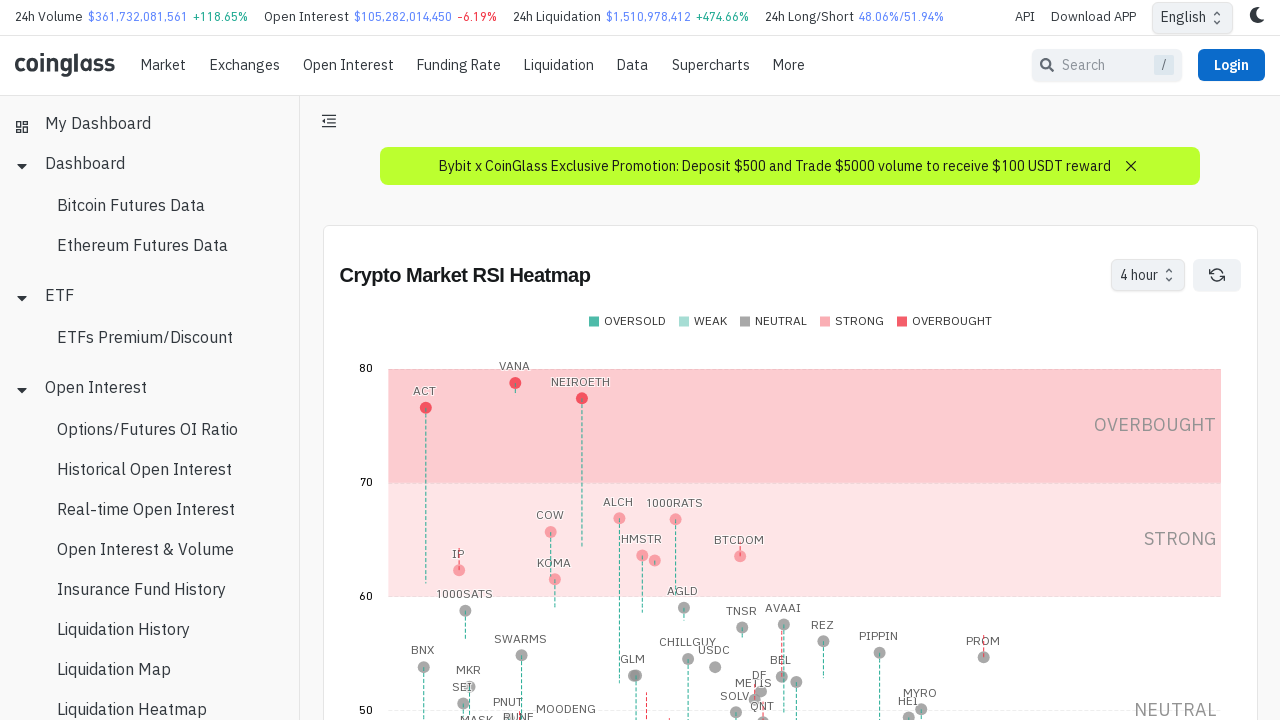 24h Volume $361,732,081,561 +118.65% Open Interest $105,282,014,450 -6.19% 24h Liquidation $1,510,978,412 +474.66% 24h Long/Short 48.06%/51.94% API Download APP English
coinglass Market Exchanges Open Interest Funding Rate Liquidation Data Supercharts More Search / Login
My Dashboard
Dashboard
Bitcoin Futures Data
Ethereum Futures Data
ETF
ETFs Premium/Discount
Open Interest
Options/Futures OI Ratio
Historical Open Interest
Real-time Open Interest
Open Interest & Volume
Insurance Fund History
Liquidation History
Liquidation Map
Liquidation Heatmap
Bybit x CoinGlass Exclusive Promotion: Deposit $500 and Trade $5000 volume to receive $100 USDT reward
Crypto Market RSI Heatmap 4 hour
OVERSOLD WEAK NEUTRAL STRONG OVERBOUGHT
80
VANA
NEIROETH
ACT
OVERBOUGHT
70
ALCH 1000RATS
COW
HMSTR BTCDOM STRONG
IP
KOMA
1000SATS AGLD
60
TNSR AVAAI
REZ
SWARMS CHILLGUY PIPPIN PROM
BNX USDC
GLM BEL
MKR DF
SEI METIS
SOLV MYRO
PNUT MOODENG QNT HEI
50 NEUTRAL
MASK RUNE